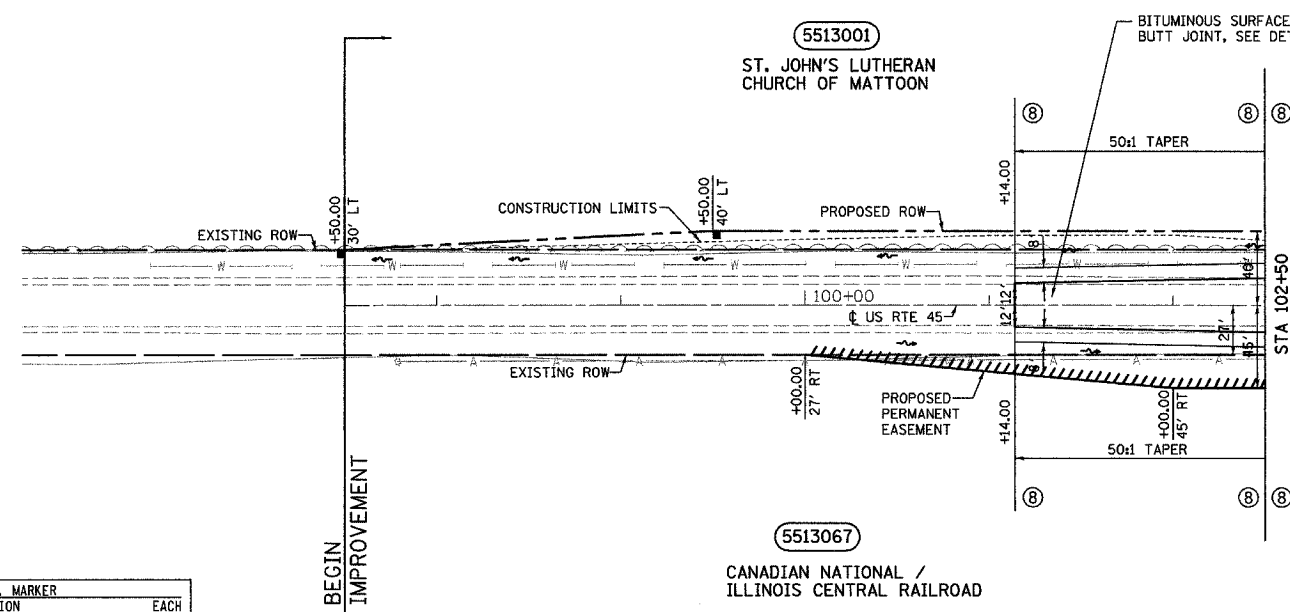 BITUMINOUS SURFACE
BUTT JOINT, SEE DET
5513001
ST. JOHN'S LUTHERAN
CHURCH OF MATTOON
8 8 8
50:1 TAPER
+14.00
+50.00
40' LT
CONSTRUCTION LIMITS
PROPOSED ROW
+50.00
30' LT
EXISTING ROW
W W W W W W
8
STA 102+50
100+00
12' 12'
℄ US RTE 45
27'
45'
EXISTING ROW
A A A A A A
+00.00
27' RT
PROPOSED
PERMANENT
EASEMENT
+14.00
+00.00
45' RT
50:1 TAPER
8 8 8
BEGIN
IMPROVEMENT
5513067
CANADIAN NATIONAL /
ILLINOIS CENTRAL RAILROAD
MARKER
ION EACH